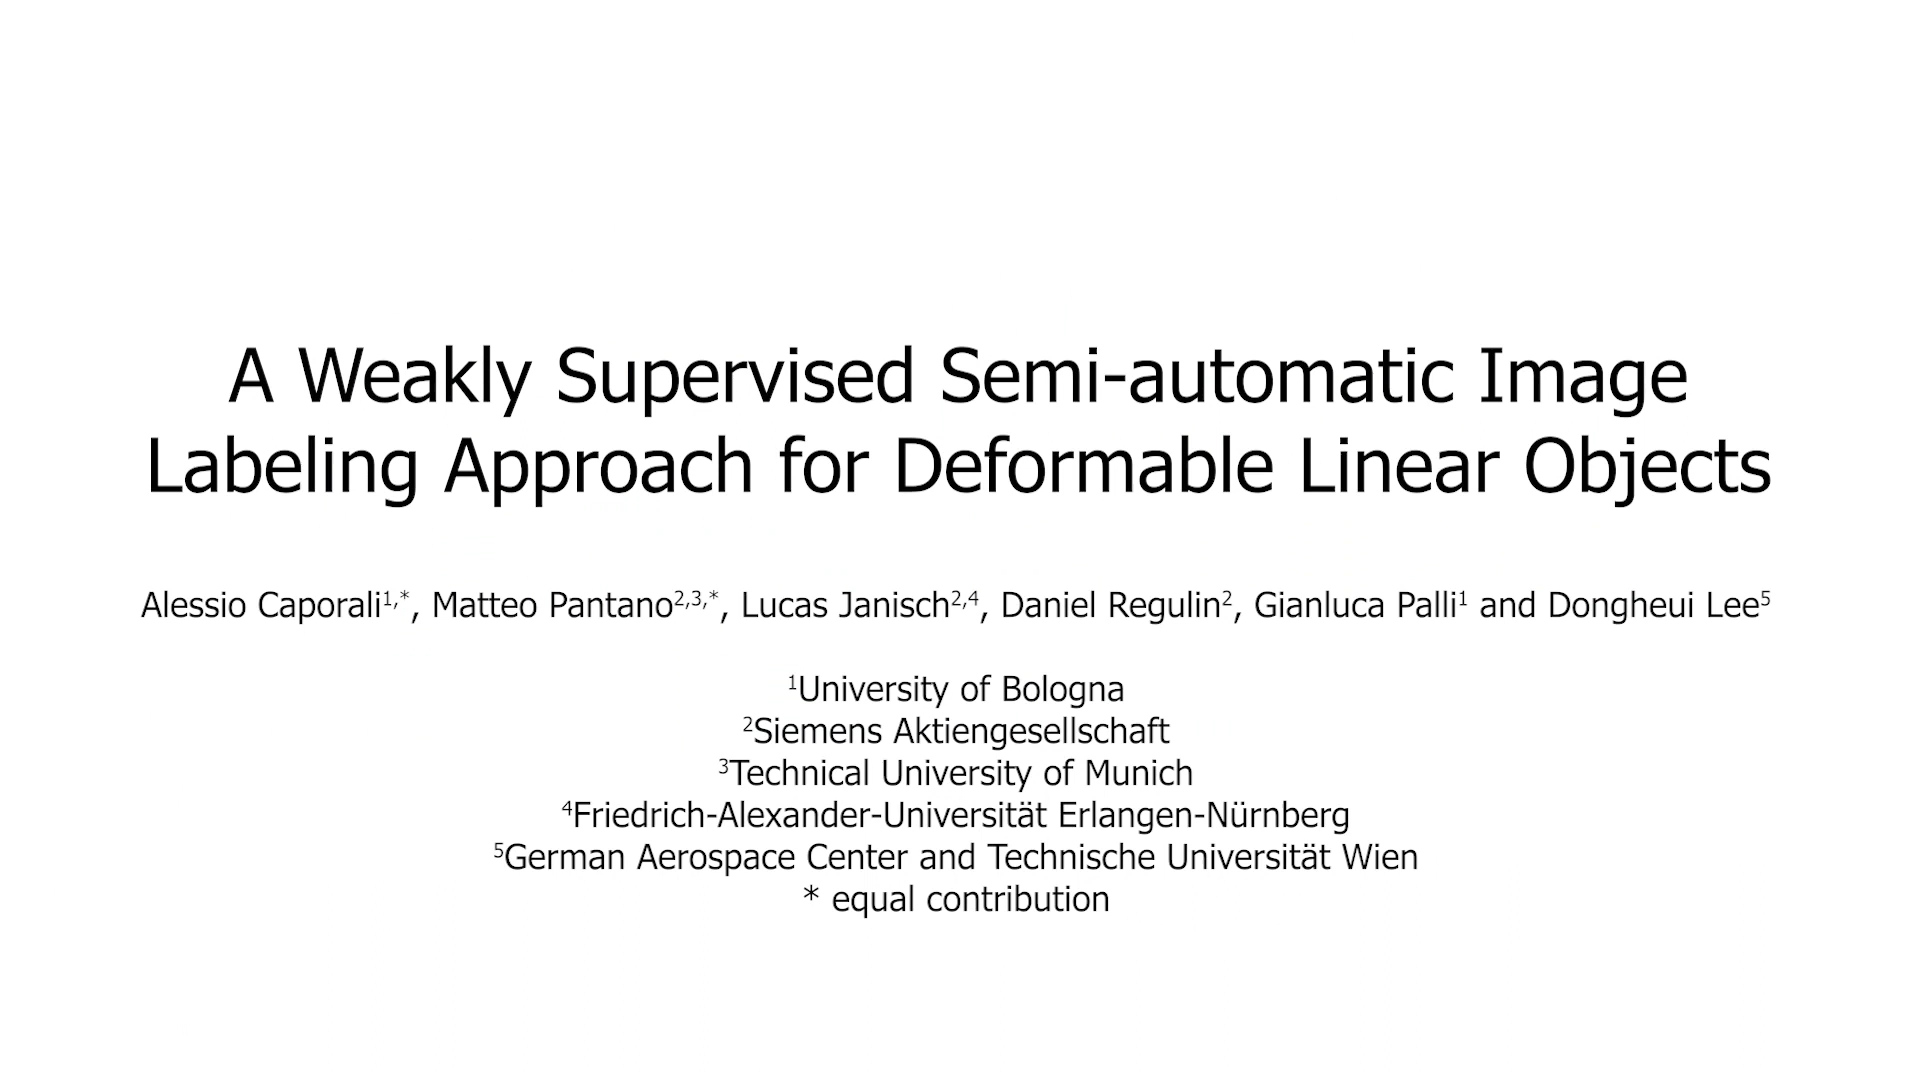 A Weakly Supervised Semi-automatic Image
Labeling Approach for Deformable Linear Objects
Alessio Caporali1,*, Matteo Pantano2,3,*, Lucas Janisch2,4, Daniel Regulin2, Gianluca Palli1 and Dongheui Lee5
1University of Bologna
2Siemens Aktiengesellschaft
3Technical University of Munich
4Friedrich-Alexander-Universität Erlangen-Nürnberg
5German Aerospace Center and Technische Universität Wien
* equal contribution